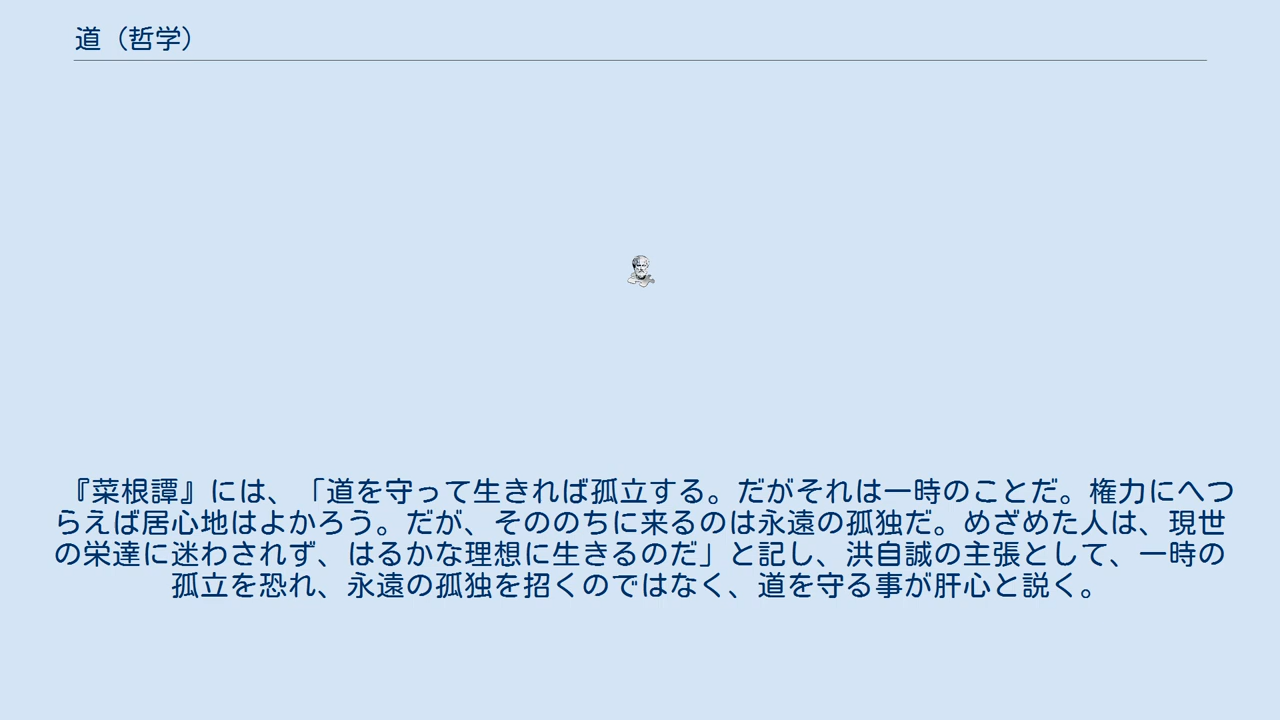 道（哲学）
『菜根譚』には、「道を守って生きれば孤立する。だがそれは一時のことだ。権力にへつ
らえば居心地はよかろう。だが、そののちに来るのは永遠の孤独だ。めざめた人は、現世
の栄達に迷わされず、はるかな理想に生きるのだ」と記し、洪自誠の主張として、一時の
孤立を恐れ、永遠の孤独を招くのではなく、道を守る事が肝心と説く。